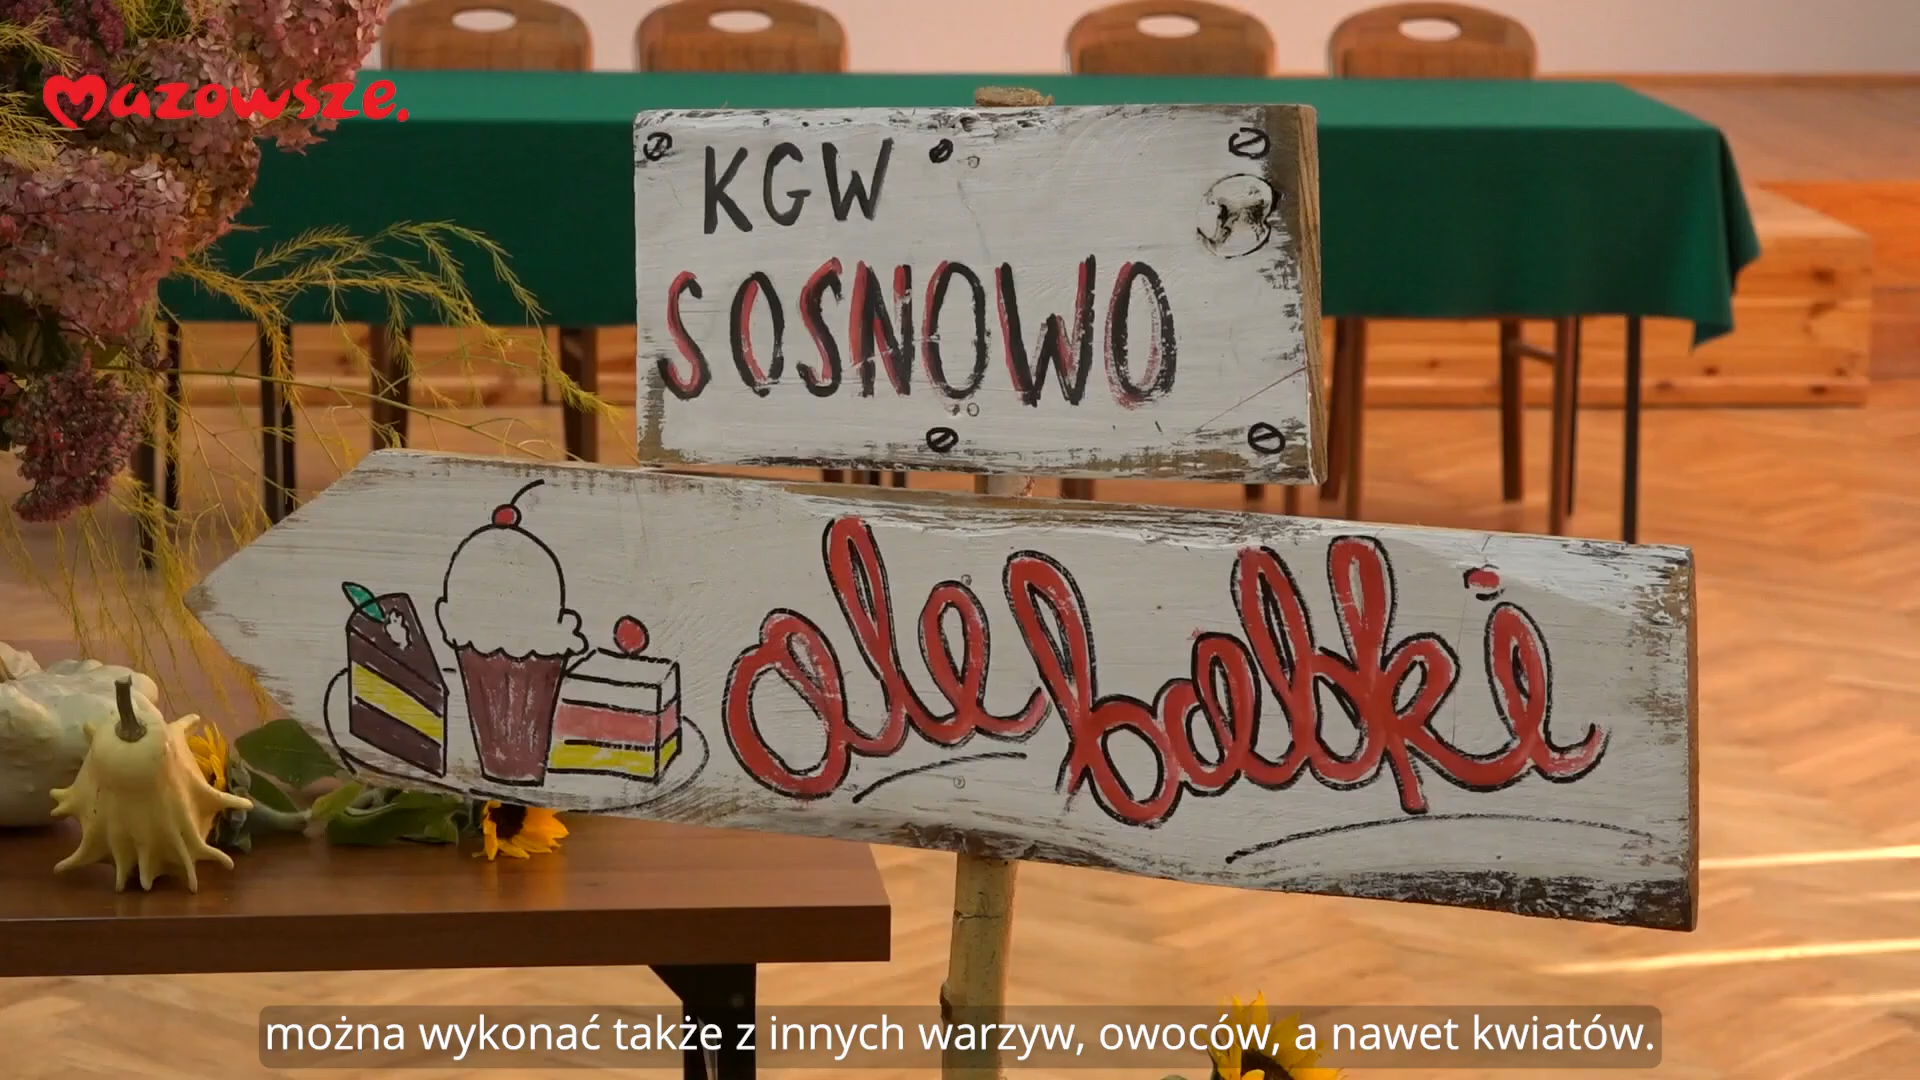 Mazowsze.
KGW
SOSNOWO
ale babki
można wykonać także z innych warzyw, owoców, a nawet kwiatów.